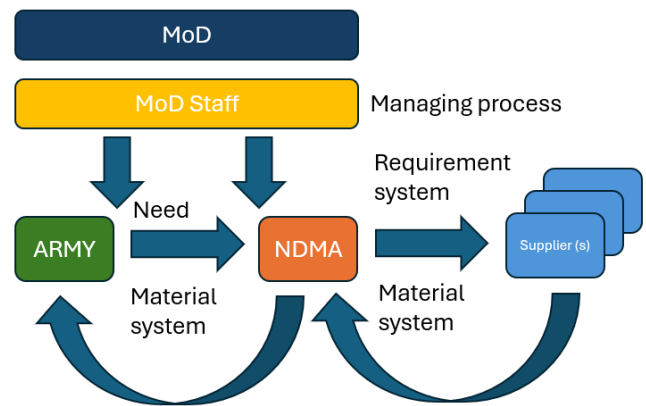 MoD
MoD Staff
Managing process
Requirement
system
Need
ARMY
NDMA
Supplier (s)
Material
system
Material
system